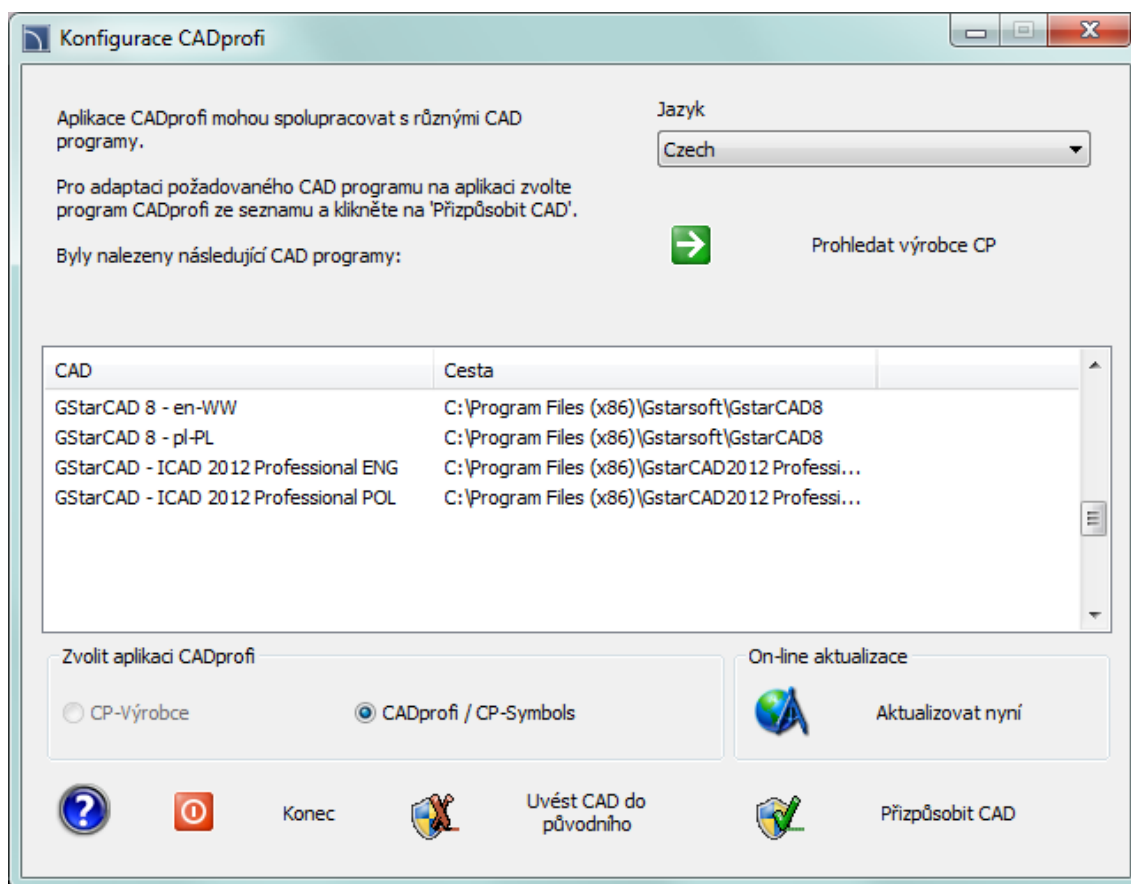 Konfigurace CADprofi
Aplikace CADprofi mohou spolupracovat s různými CAD
programy.
Pro adaptaci požadovaného CAD programu na aplikaci zvolte
program CADprofi ze seznamu a klikněte na 'Přizpůsobit CAD'.
Byly nalezeny následující CAD programy:
Jazyk
Czech
Prohledat výrobce CP
CAD Cesta
GStarCAD 8 - en-WW C:\Program Files (x86)\Gstarsoft\GstarCAD8
GStarCAD 8 - pl-PL C:\Program Files (x86)\Gstarsoft\GstarCAD8
GStarCAD - ICAD 2012 Professional ENG C:\Program Files (x86)\GstarCAD2012 Professi...
GStarCAD - ICAD 2012 Professional POL C:\Program Files (x86)\GstarCAD2012 Professi...
Zvolit aplikaci CADprofi
CP-Výrobce CADprofi / CP-Symbols
On-line aktualizace
Aktualizovat nyní
Konec
Uvést CAD do
původního
Přizpůsobit CAD